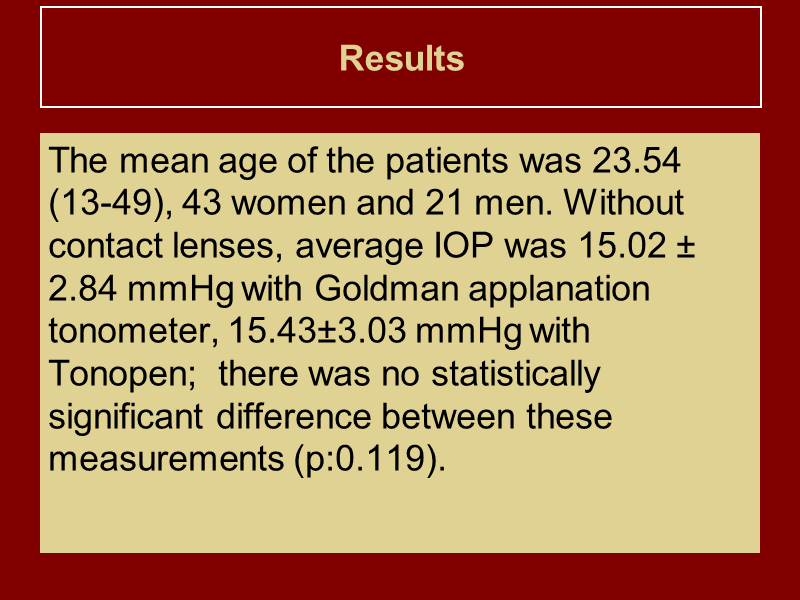 Results
The mean age of the patients was 23.54
(13-49), 43 women and 21 men. Without
contact lenses, average IOP was 15.02 ±
2.84 mmHg with Goldman applanation
tonometer, 15.43±3.03 mmHg with
Tonopen;  there was no statistically
significant difference between these
measurements (p:0.119).